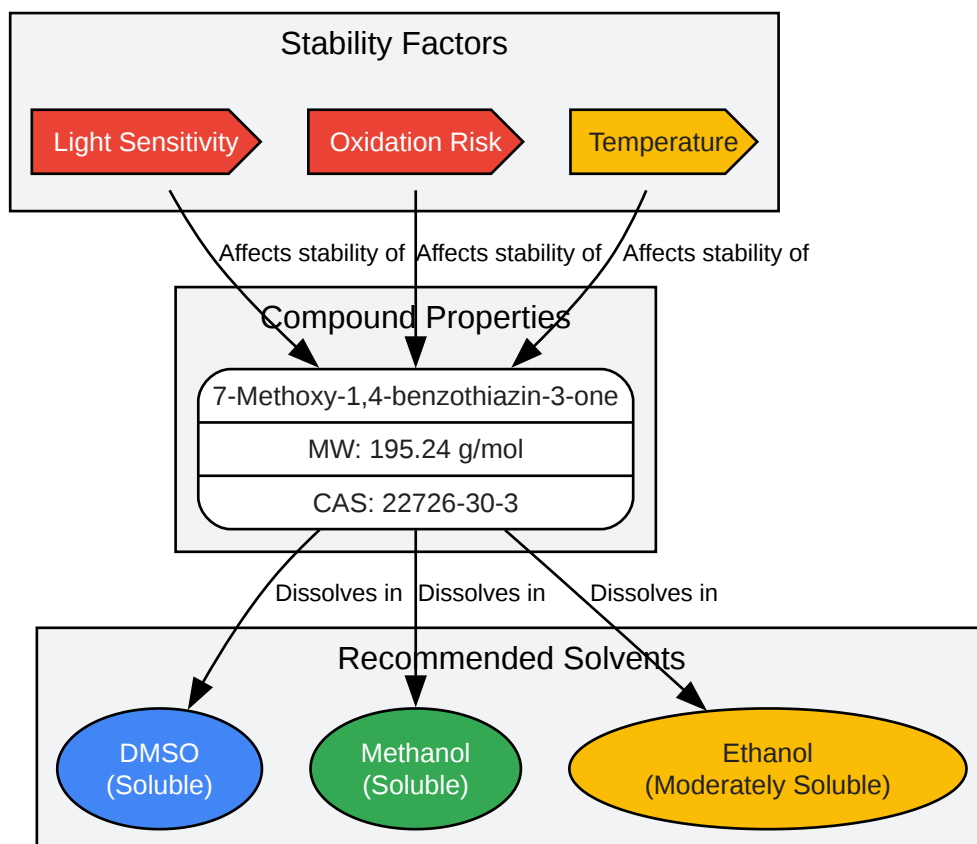 Stability Factors
Light Sensitivity
Oxidation Risk
Temperature
Affects stability of
Affects stability of
Affects stability of
Compound Properties
7-Methoxy-1,4-benzothiazin-3-one
MW: 195.24 g/mol
CAS: 22726-30-3
Dissolves in
Dissolves in
Dissolves in
Recommended Solvents
DMSO
(Soluble)
Methanol
(Soluble)
Ethanol
(Moderately Soluble)